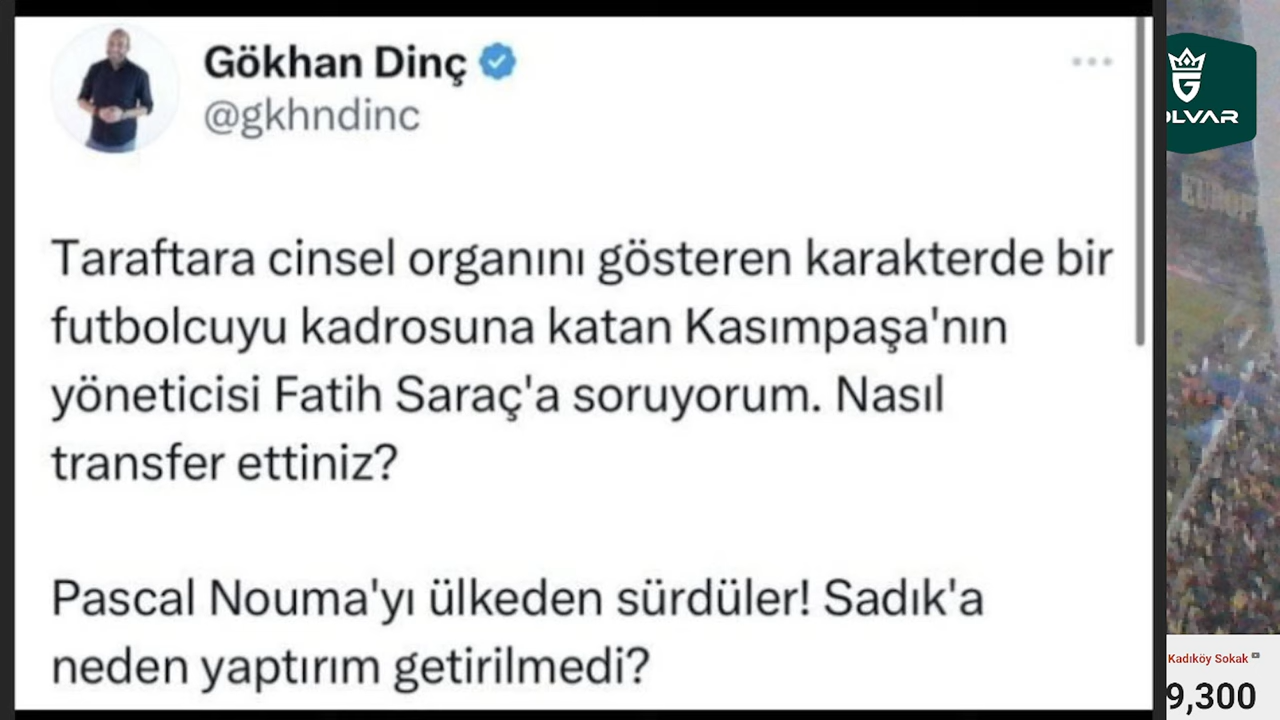 Gökhan Dinç
@gkhndinc
Taraftara cinsel organını gösteren karakterde bir
futbolcuyu kadrosuna katan Kasımpaşa'nın
yöneticisi Fatih Saraç'a soruyorum. Nasıl
transfer ettiniz?
Pascal Nouma'yı ülkeden sürdüler! Sadık'a
neden yaptırım getirilmedi?
OLVAR
Kadıköy Sokak
9,300